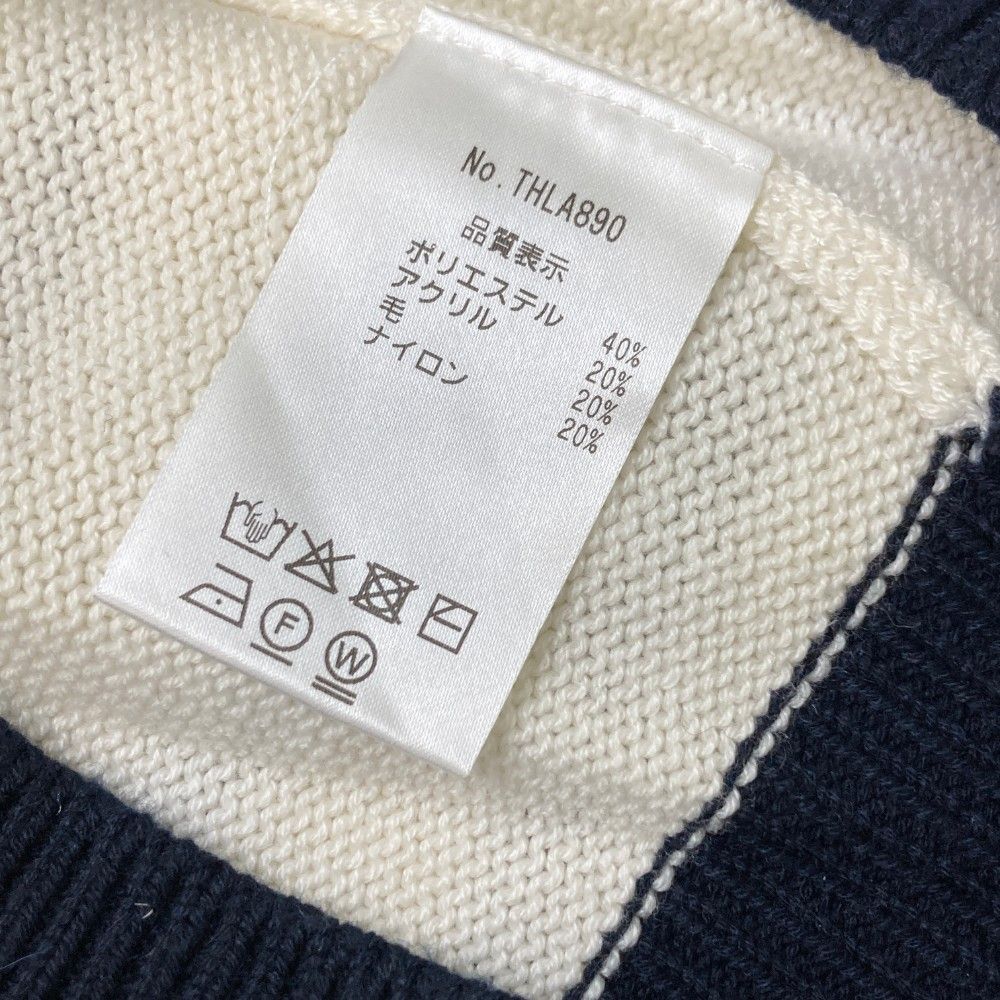 No.THLA890
品質表示
ポリエステル 40%
アクリル 20%
毛 20%
ナイロン 20%
F
W